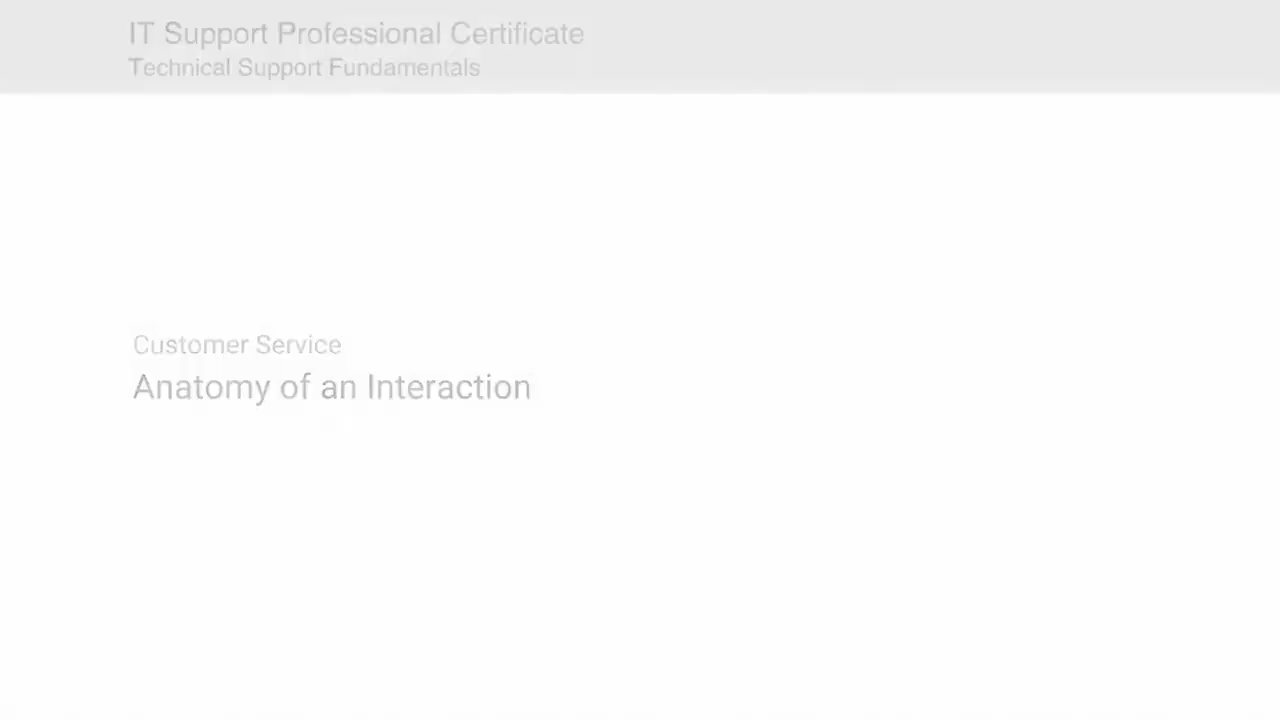 IT Support Professional Certificate
Technical Support Fundamentals
Customer Service
Anatomy of an Interaction